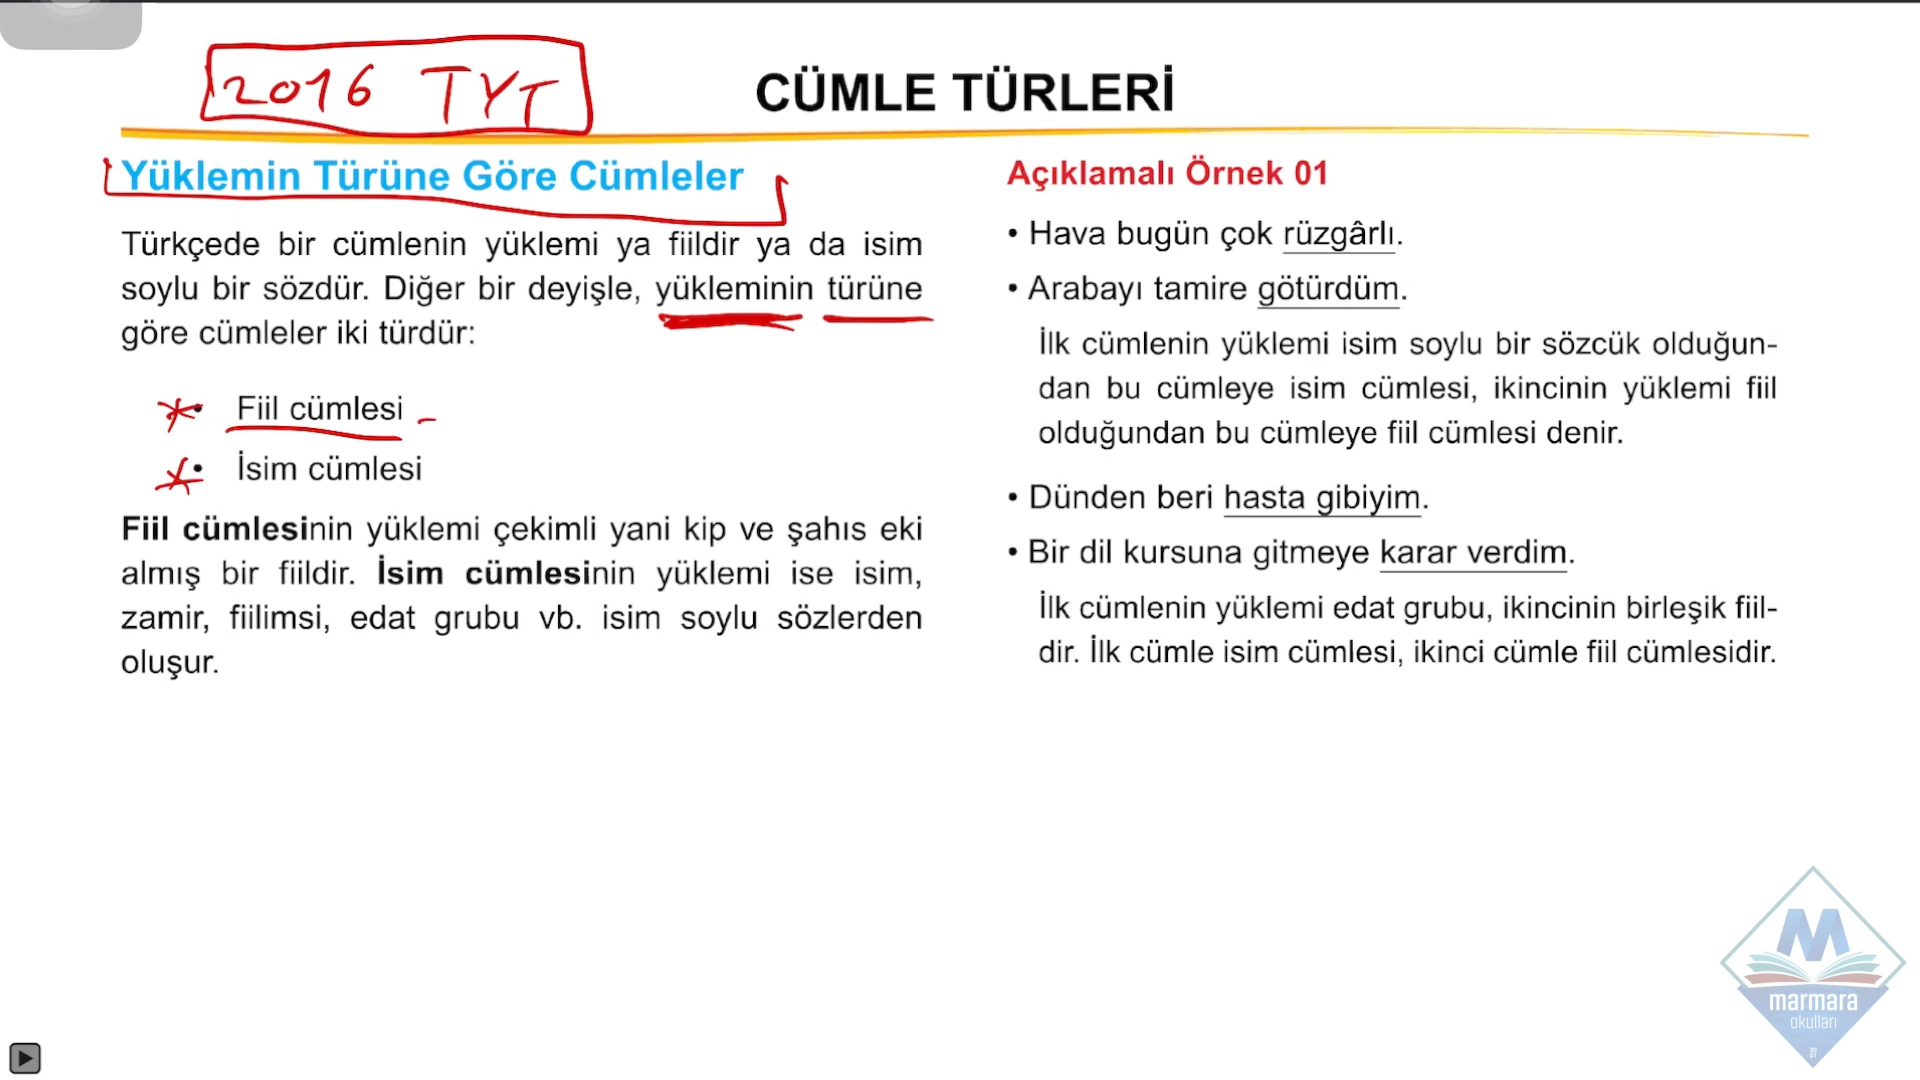 2016 TYT
CÜMLE TÜRLERİ
Yüklemin Türüne Göre Cümleler
Türkçede bir cümlenin yüklemi ya fiildir ya da isim
soylu bir sözdür. Diğer bir deyişle, yükleminin türüne
göre cümleler iki türdür:
• Fiil cümlesi
• İsim cümlesi
Fiil cümlesinin yüklemi çekimli yani kip ve şahıs eki
almış bir fiildir. İsim cümlesinin yüklemi ise isim,
zamir, fiilimsi, edat grubu vb. isim soylu sözlerden
oluşur.
Açıklamalı Örnek 01
• Hava bugün çok rüzgârlı.
• Arabayı tamire götürdüm.
İlk cümlenin yüklemi isim soylu bir sözcük olduğun-
dan bu cümleye isim cümlesi, ikincinin yüklemi fiil
olduğundan bu cümleye fiil cümlesi denir.
• Dünden beri hasta gibiyim.
• Bir dil kursuna gitmeye karar verdim.
İlk cümlenin yüklemi edat grubu, ikincinin birleşik fiil-
dir. İlk cümle isim cümlesi, ikinci cümle fiil cümlesidir.
M
marmara
okulları
20
01